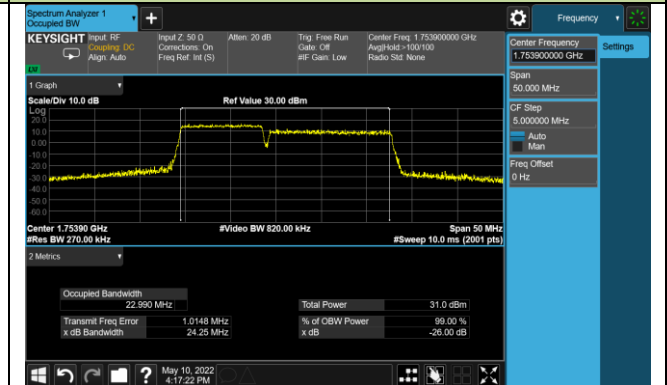 Spectrum Analyzer 1
Occupied BW
+
Frequency
KEYSIGHT
Input: RF
Coupling: DC
Align: Auto
Input Z: 50 Ω
Corrections: On
Freq Ref: Int (S)
Atten: 20 dB
Trig: Free Run
Gate: Off
#IF Gain: Low
Center Freq: 1.753900000 GHz
Avg|Hold:>100/100
Radio Std: None
Center Frequency
1.753900000 GHz
Settings
Span
50.000 MHz
CF Step
5.000000 MHz
Auto
Man
Freq Offset
0 Hz
1 Graph
Scale/Div 10.0 dB
Ref Value 30.00 dBm
Log
20.0
10.0
0.00
-10.0
-20.0
-30.0
-40.0
-50.0
-60.0
Center 1.75390 GHz
#Video BW 820.00 kHz
Span 50 MHz
#Res BW 270.00 kHz
#Sweep 10.0 ms (2001 pts)
2 Metrics
Occupied Bandwidth
22.990 MHz
Total Power
31.0 dBm
Transmit Freq Error
1.0148 MHz
% of OBW Power
99.00 %
x dB Bandwidth
24.25 MHz
x dB
-26.00 dB
?
May 10, 2022
4:17:22 PM